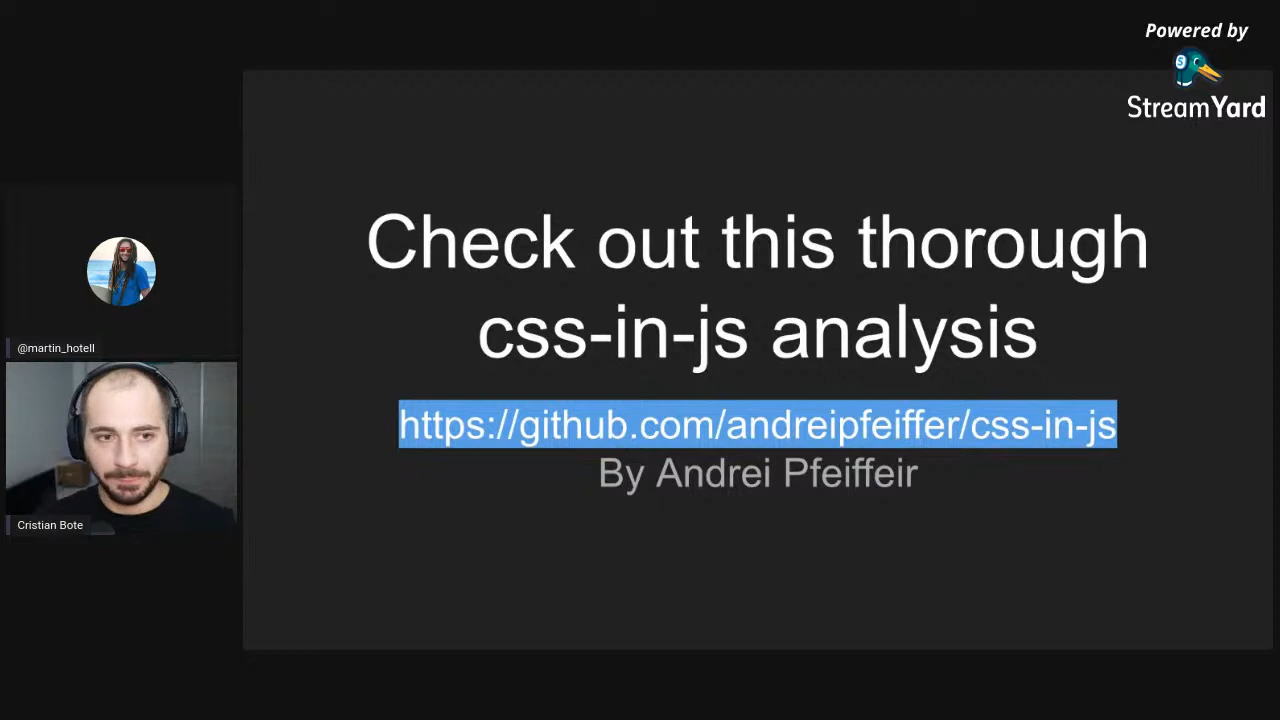 Powered by
StreamYard
Check out this thorough
css-in-js analysis
https://github.com/andreipfeiffer/css-in-js
By Andrei Pfeiffeir
@martin_hotell
Cristian Bote